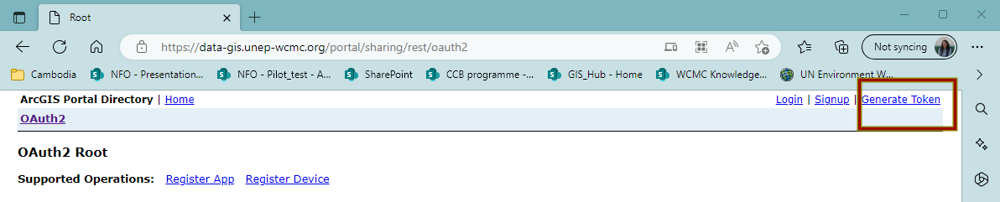 Root
https://data-gis.unep-wcmc.org/portal/sharing/rest/oauth2
Not syncing
Cambodia NFO - Presentation... NFO - Pilot_test - A... SharePoint CCB programme -... GIS_Hub - Home WCMC Knowledge... UN Environment W...
ArcGIS Portal Directory | Home Login | Signup | Generate Token
OAuth2
OAuth2 Root
Supported Operations: Register App Register Device